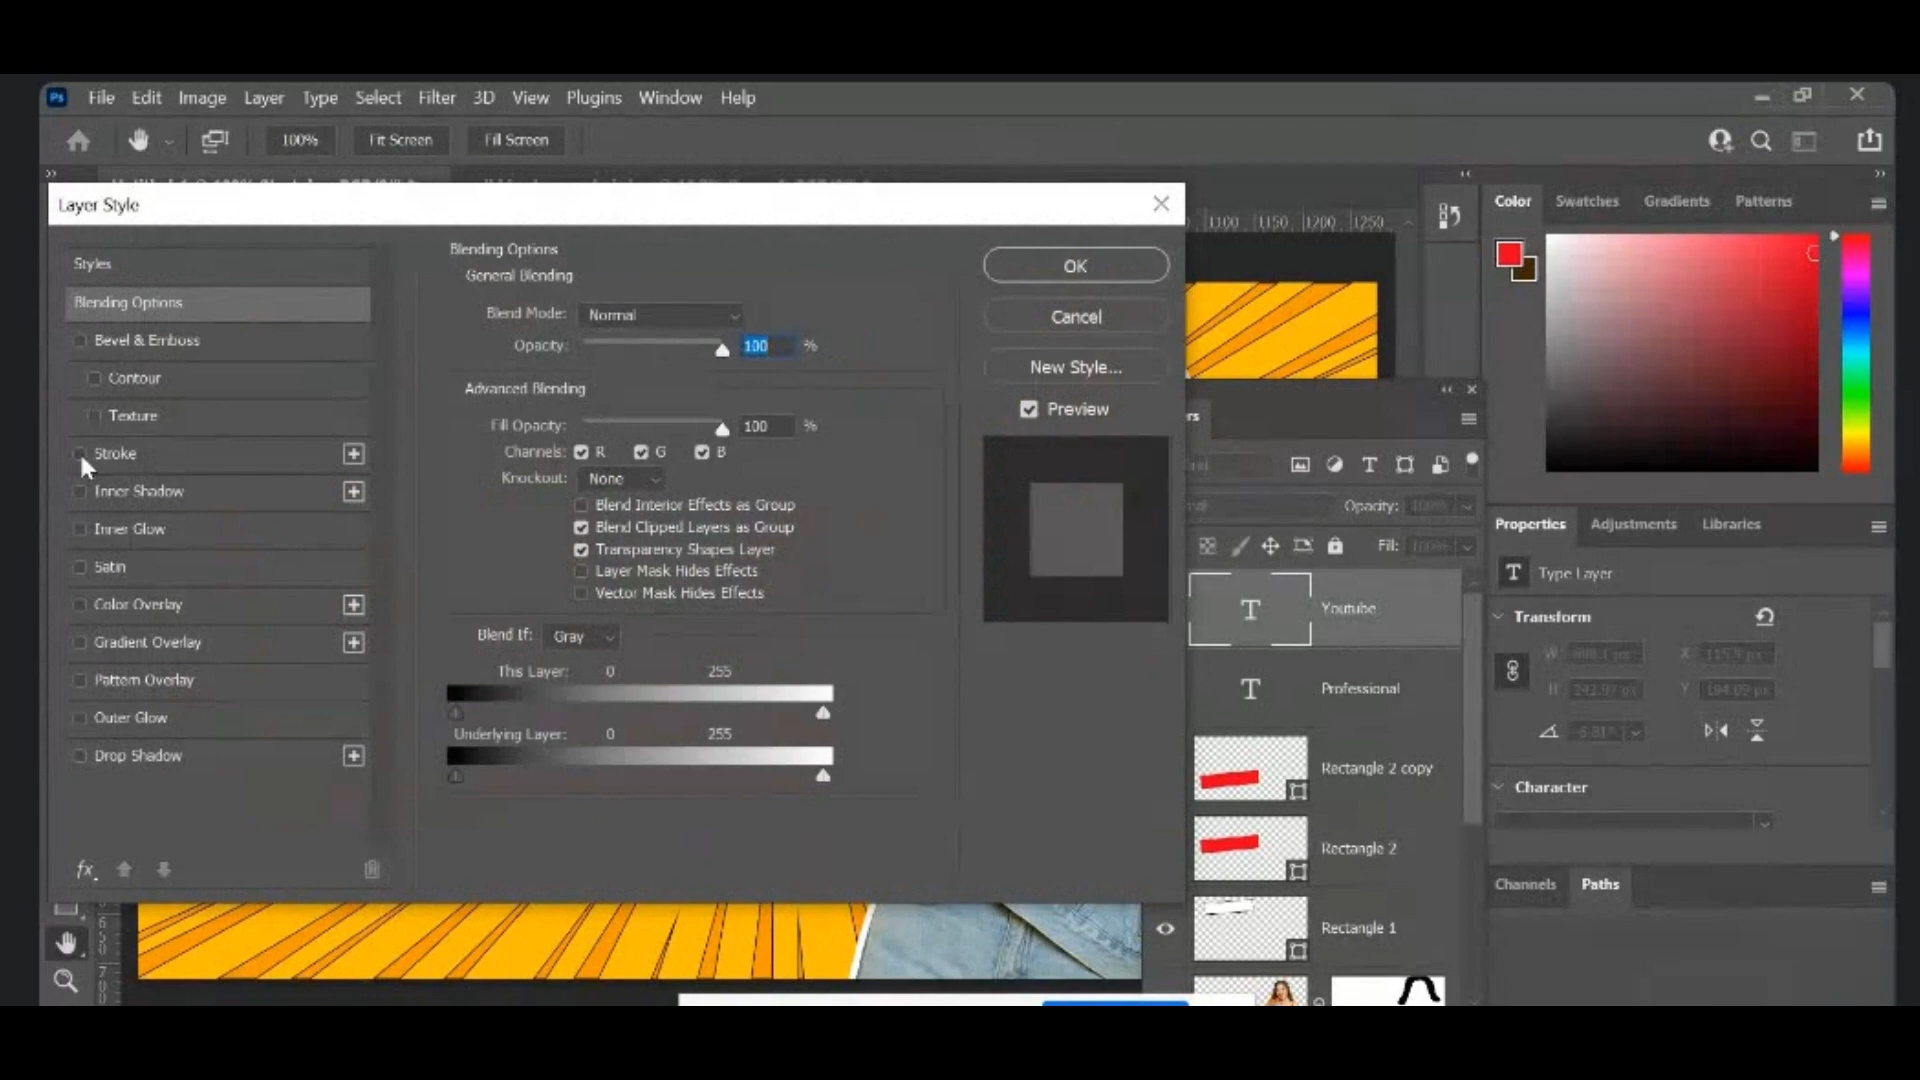 Ps File Edit Image Layer Type Select Filter 3D View Plugins Window Help
100% Fit Screen Fill Screen
Layer Style
Styles
Blending Options
Bevel & Emboss
Contour
Texture
Stroke
Inner Shadow
Inner Glow
Satin
Color Overlay
Gradient Overlay
Pattern Overlay
Outer Glow
Drop Shadow
fx
Blending Options
General Blending
Blend Mode: Normal
Opacity: 100 %
Advanced Blending
Fill Opacity: 100 %
Channels: R G B
Knockout: None
Blend Interior Effects as Group
Blend Clipped Layers as Group
Transparency Shapes Layer
Layer Mask Hides Effects
Vector Mask Hides Effects
Blend If: Gray
This Layer: 0 255
Underlying Layer: 0 255
OK
Cancel
New Style...
Preview
1100 1150 1200 1250
Opacity: 100%
Fill: 100%
T Youtube
T Professional
Rectangle 2 copy
Rectangle 2
Rectangle 1
Color Swatches Gradients Patterns
Properties Adjustments Libraries
T Type Layer
Transform
W X
H Y
Character
Channels Paths